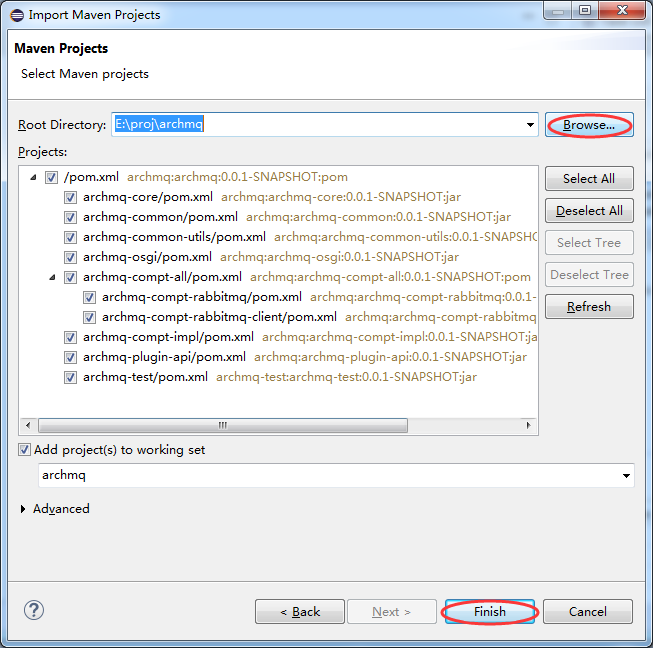 Import Maven Projects
Maven Projects
Select Maven projects
Root Directory: E:\proj\archmq Browse...
Projects:
/pom.xml archmq:archmq:0.0.1-SNAPSHOT:pom
archmq-core/pom.xml archmq:archmq-core:0.0.1-SNAPSHOT:jar
archmq-common/pom.xml archmq:archmq-common:0.0.1-SNAPSHOT:jar
archmq-common-utils/pom.xml archmq:archmq-common-utils:0.0.1-SNAPSHO
archmq-osgi/pom.xml archmq:archmq-osgi:0.0.1-SNAPSHOT:jar
archmq-compt-all/pom.xml archmq:archmq-compt-all:0.0.1-SNAPSHOT:pom
archmq-compt-rabbitmq/pom.xml archmq:archmq-compt-rabbitmq:0.0.1-
archmq-compt-rabbitmq-client/pom.xml archmq:archmq-compt-rabbitmq
archmq-compt-impl/pom.xml archmq:archmq-compt-impl:0.0.1-SNAPSHOT:ja
archmq-plugin-api/pom.xml archmq:archmq-plugin-api:0.0.1-SNAPSHOT:jar
archmq-test/pom.xml archmq-test:archmq-test:0.0.1-SNAPSHOT:jar
Select All
Deselect All
Select Tree
Deselect Tree
Refresh
Add project(s) to working set
archmq
Advanced
? < Back Next > Finish Cancel